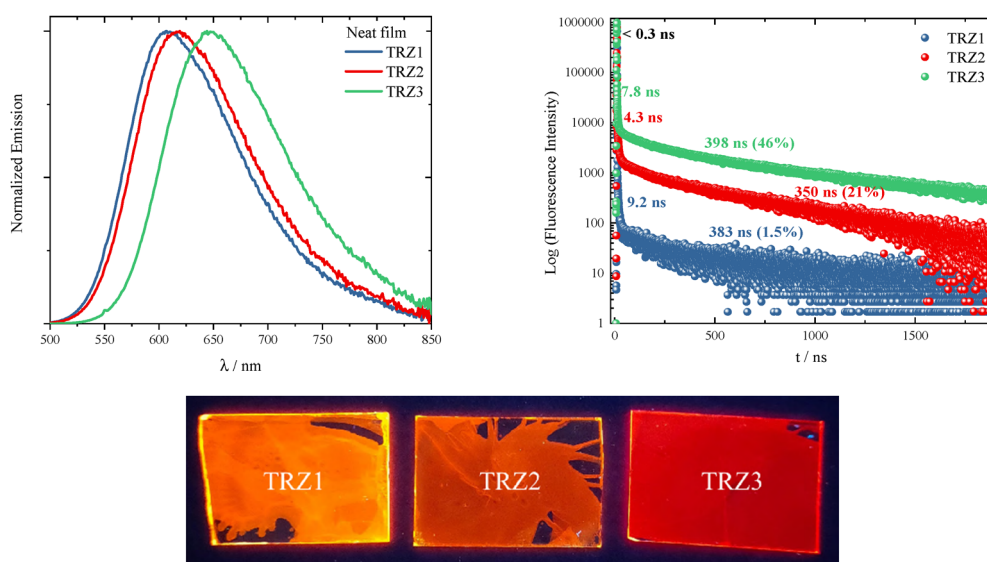 Neat film
TRZ1
TRZ2
TRZ3
Normalized Emission
500
550
600
650
700
750
800
850
λ / nm
Log (Fluorescence Intensity)
1000000
100000
10000
1000
100
10
1
< 0.3 ns
7.8 ns
4.3 ns
9.2 ns
398 ns (46%)
350 ns (21%)
383 ns (1.5%)
TRZ1
TRZ2
TRZ3
0
500
1000
1500
t / ns
TRZ1
TRZ2
TRZ3